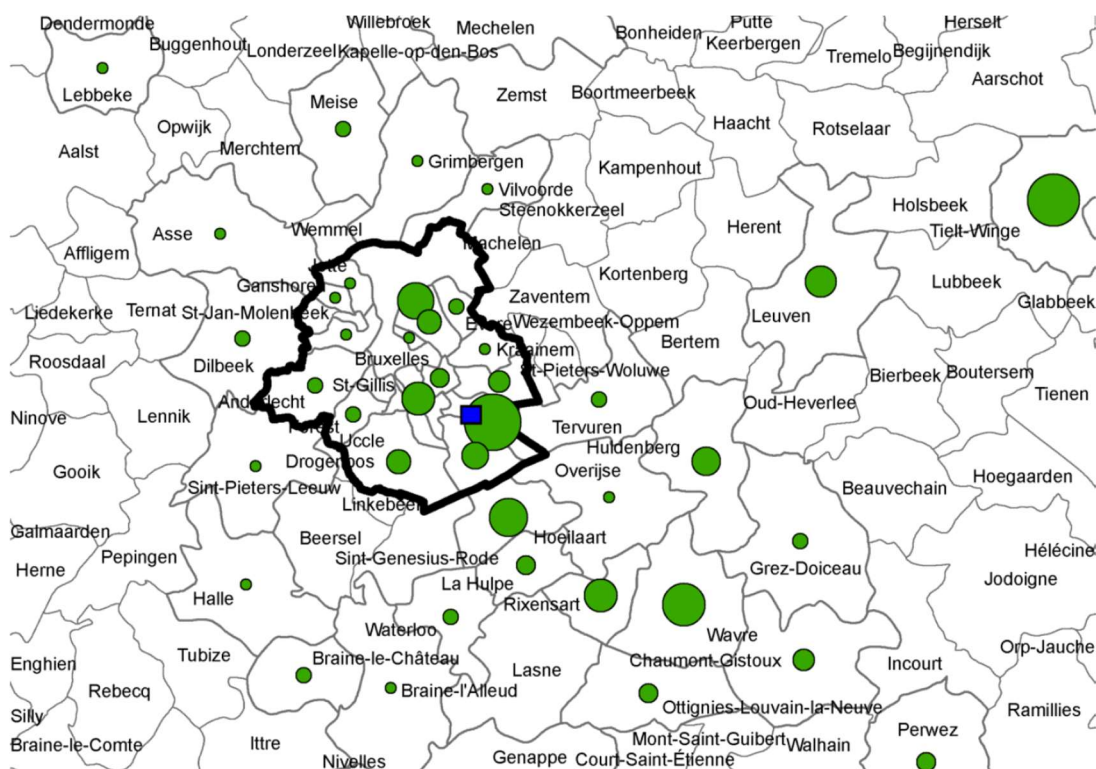 Dendermonde
Willebroek
Mechelen
Bonheiden
Putte
Herselt
Buggenhout
Londerzeel
Kapelle-op-den-Bos
Keerbergen
Tremelo
Begijnendijk
Aarschot
Lebbeke
Meise
Zemst
Boortmeerbeek
Opwijk
Merchtem
Haacht
Rotselaar
Aalst
Grimbergen
Kampenhout
Vilvoorde
Steenokkerzeel
Holsbeek
Asse
Wemmel
Machelen
Herent
Tielt-Winge
Affligem
Jette
Kortenberg
Lubbeek
Ganshoren
Zaventem
Glabbeek
Liedekerke
Ternat
St-Jan-Molenbeek
Evere
Wezembeek-Oppem
Leuven
Roosdaal
Dilbeek
Bruxelles
Kraainem
Bertem
St-Pieters-Woluwe
Bierbeek
Boutersem
Tienen
St-Gillis
Ninove
Lennik
Anderlecht
Oud-Heverlee
Forest
Uccle
Tervuren
Huldenberg
Gooik
Drogenbos
Overijse
Hoegaarden
Sint-Pieters-Leeuw
Beauvechain
Linkebeek
Galmaarden
Pepingen
Beersel
Hoeilaart
Hélécine
Herne
Sint-Genesius-Rode
Grez-Doiceau
Jodoigne
Halle
La Hulpe
Rixensart
Waterloo
Wavre
Tubize
Orp-Jauche
Enghien
Braine-le-Château
Lasne
Chaumont-Gistoux
Incourt
Rebecq
Braine-l'Alleud
Silly
Ottignies-Louvain-la-Neuve
Ramillies
Perwez
Braine-le-Comte
Ittre
Mont-Saint-Guibert
Walhain
Nivelles
Genappe
Court-Saint-Étienne